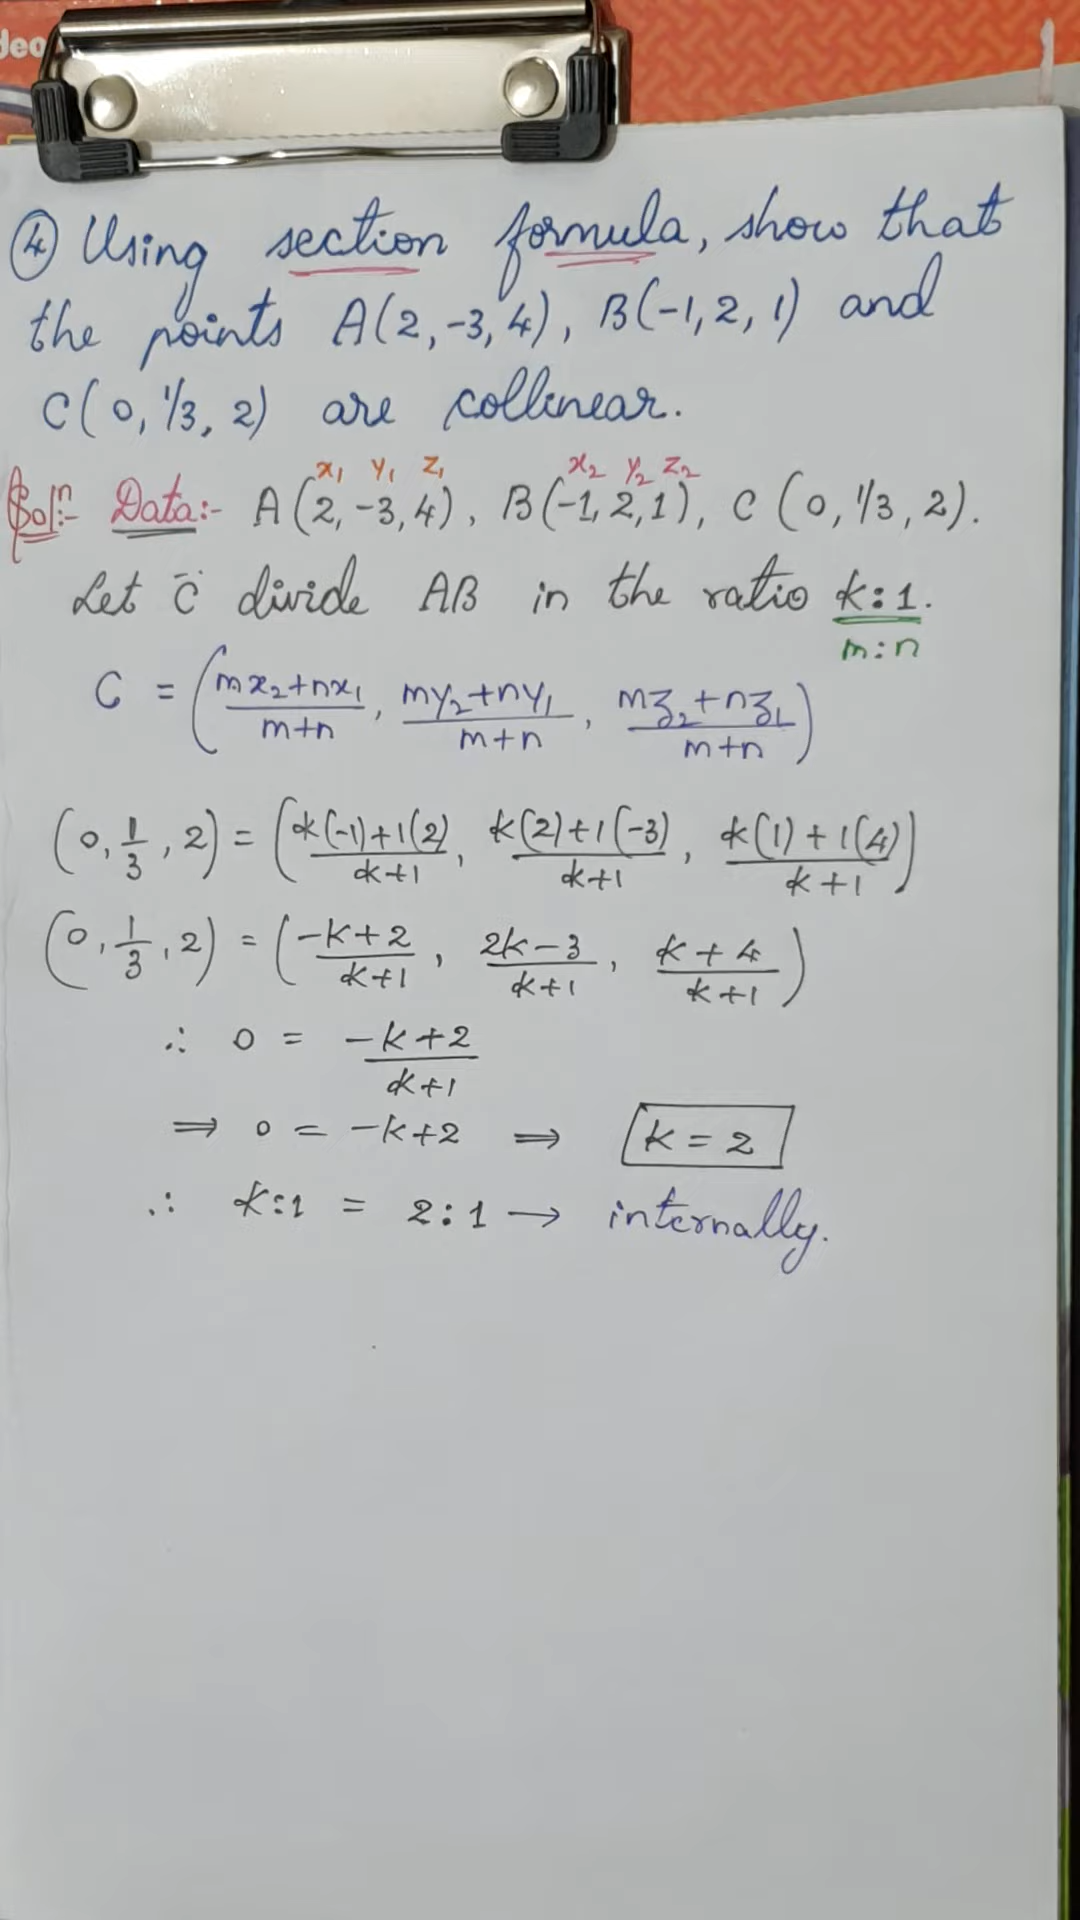 deo
④ Using section formula, show that
the points A(2,-3,4), B(-1,2,1) and
C(0,1/3,2) are collinear.
x₁ y₁ z₁ x₂ y₂ z₂
Solⁿ:- Data:- A(2,-3,4), B(-1,2,1), C(0,1/3,2).
Let 'C' divide AB in the ratio k:1.
m:n
C = (mx₂+nx₁/m+n, my₂+ny₁/m+n, mz₂+nz₁/m+n)
(0,1/3,2) = (k(-1)+1(2)/k+1, k(2)+1(-3)/k+1, k(1)+1(4)/k+1)
(0,1/3,2) = (-k+2/k+1, 2k-3/k+1, k+4/k+1)
∴ 0 = -k+2/k+1
⇒ 0 = -k+2 ⇒ k=2
∴ k:1 = 2:1 → internally.